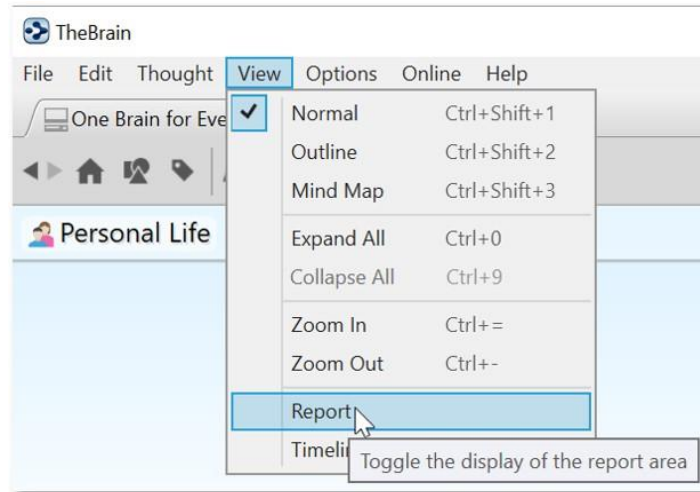 TheBrain
File Edit Thought View Options Online Help
One Brain for Eve
Normal Ctrl+Shift+1
Outline Ctrl+Shift+2
Mind Map Ctrl+Shift+3
Personal Life
Expand All Ctrl+0
Collapse All Ctrl+9
Zoom In Ctrl+=
Zoom Out Ctrl+-
Report
Timeli
Toggle the display of the report area